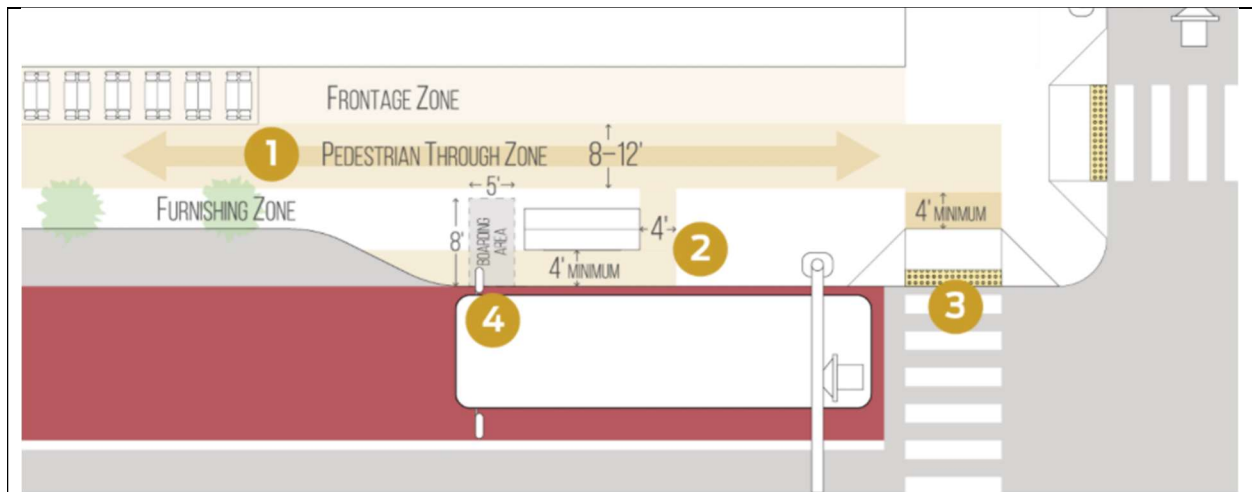 FRONTAGE ZONE
1
PEDESTRIAN THROUGH ZONE
8–12'
5'
FURNISHING ZONE
4' MINIMUM
8'
BOARDING
AREA
4'
2
4' MINIMUM
3
4